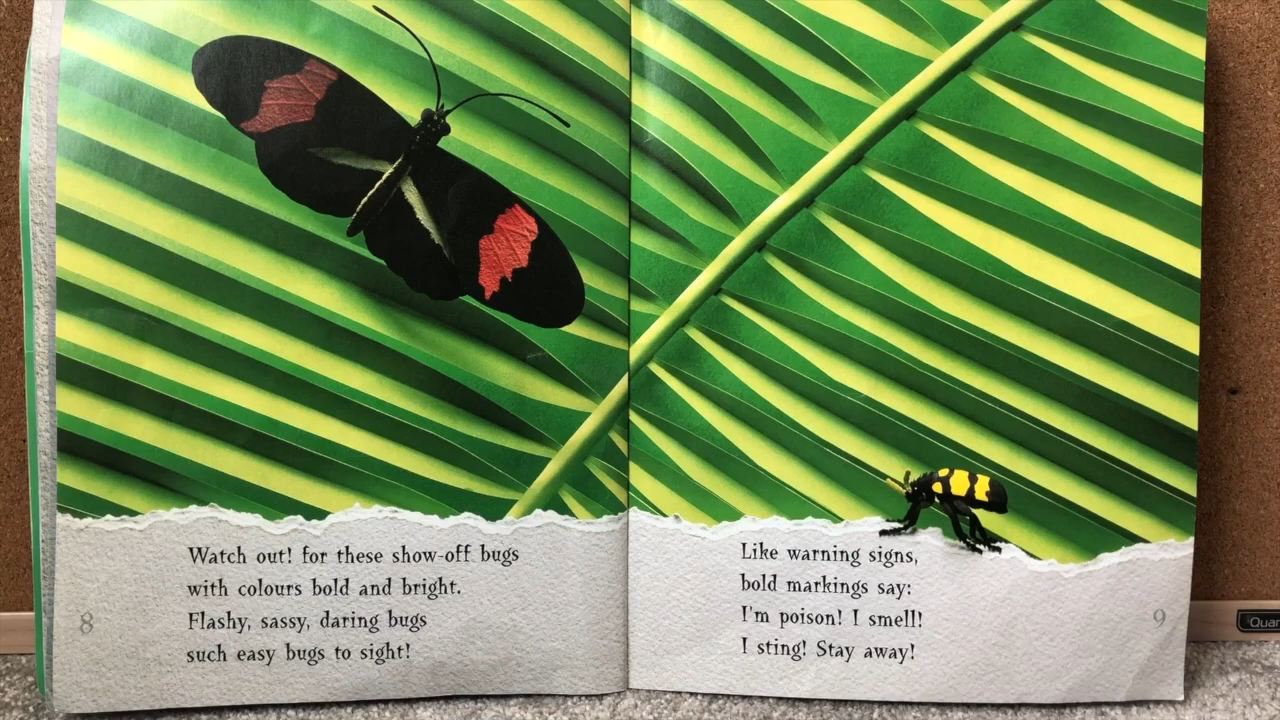 Watch out! for these show-off bugs
with colours bold and bright.
Flashy, sassy, daring bugs
such easy bugs to sight!
8
Like warning signs,
bold markings say:
I'm poison! I smell!
I sting! Stay away!
9